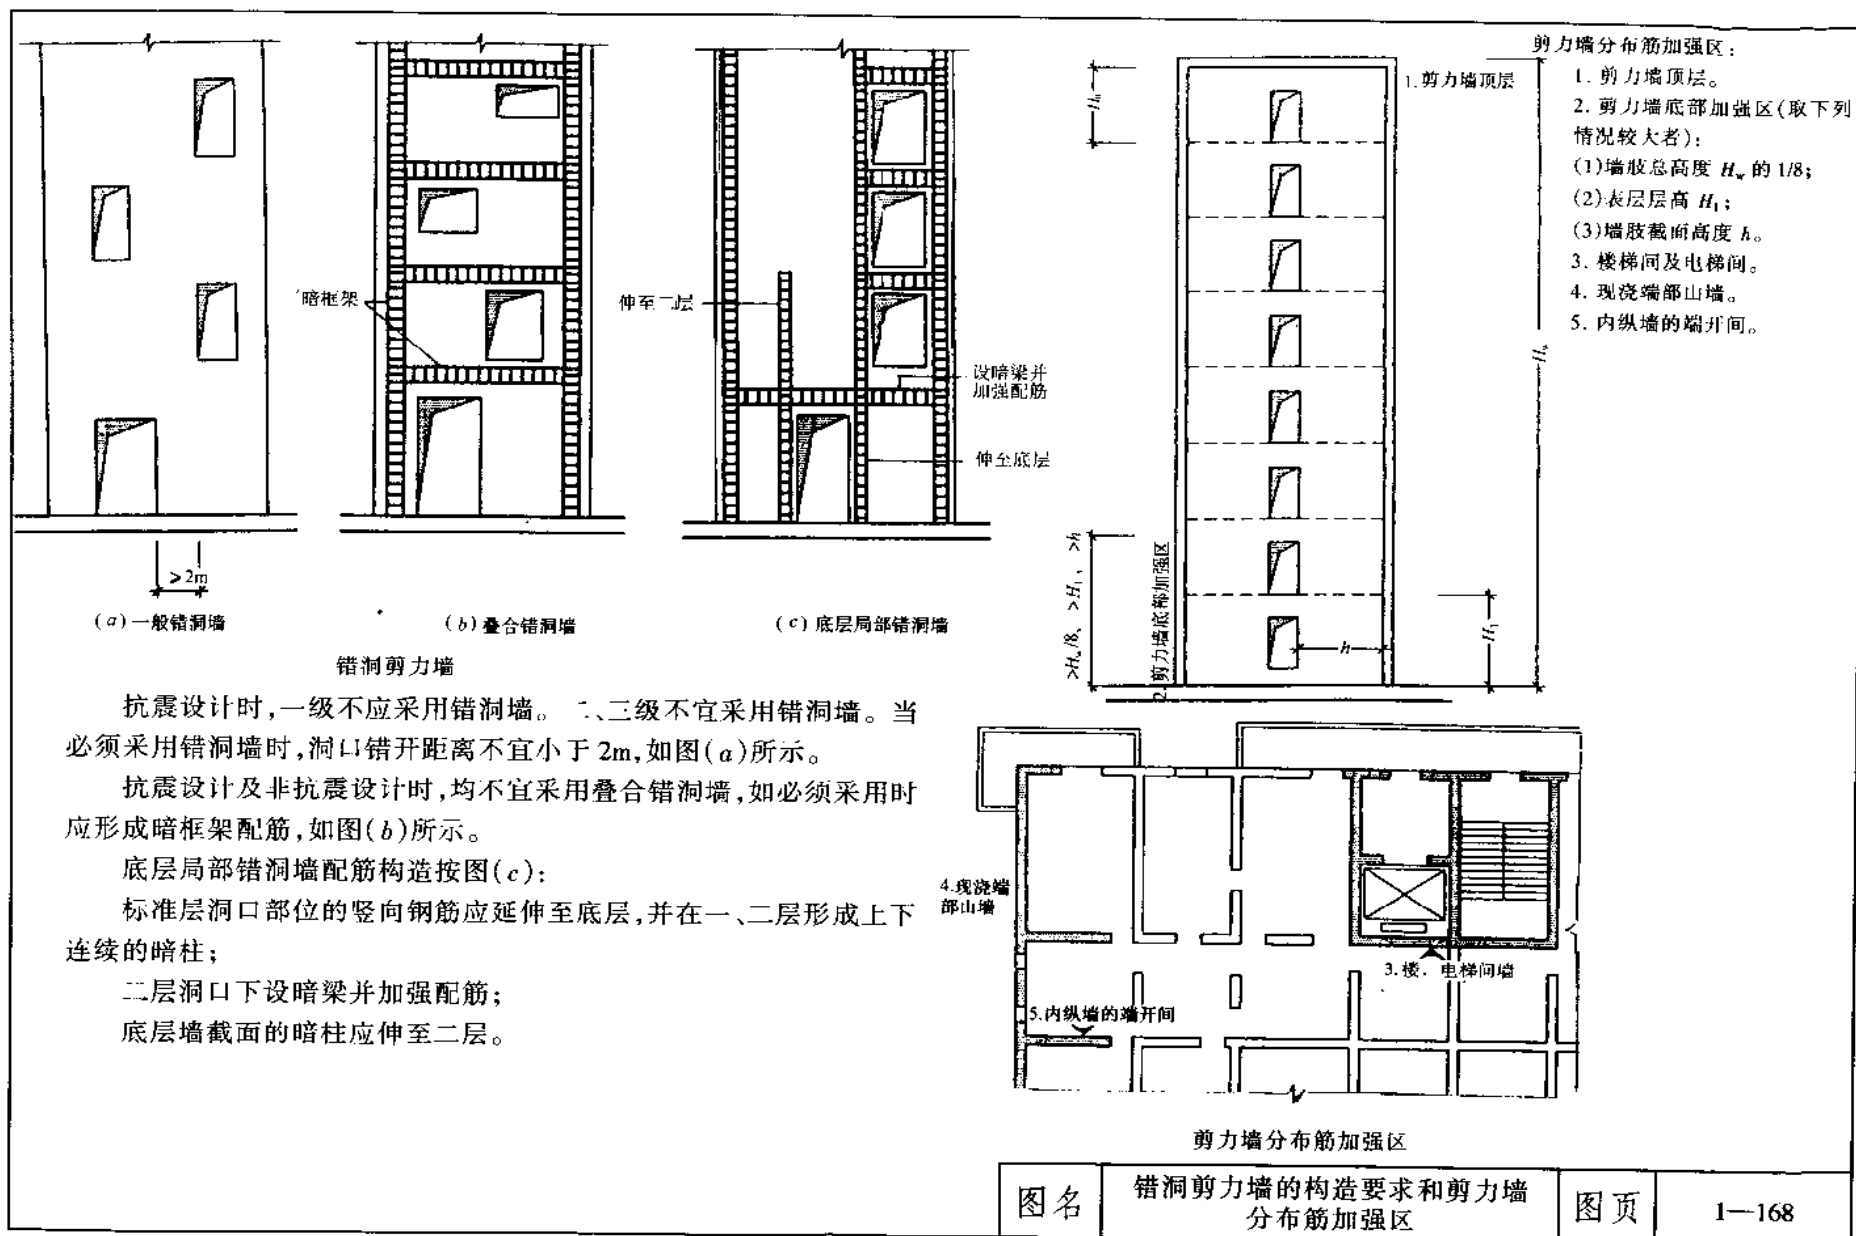 暗框架
伸至二层
设暗梁并
加强配筋
伸至底层
≥2m
(a)一般错洞墙
(b)叠合错洞墙
(c)底层局部错洞墙
错洞剪力墙
抗震设计时,一级不应采用错洞墙。二、三级不宜采用错洞墙。当
必须采用错洞墙时,洞口错开距离不宜小于2m,如图(a)所示。
抗震设计及非抗震设计时,均不宜采用叠合错洞墙,如必须采用时
应形成暗框架配筋,如图(b)所示。
底层局部错洞墙配筋构造按图(c):
标准层洞口部位的竖向钢筋应延伸至底层,并在一、二层形成上下
连续的暗柱;
二层洞口下设暗梁并加强配筋;
底层墙截面的暗柱应伸至二层。
1.剪力墙顶层
Hw
H1
h
>Hw/8、>H1、>h
2.剪力墙底部加强区
剪力墙分布筋加强区:
1. 剪力墙顶层。
2. 剪力墙底部加强区(取下列
情况较大者):
(1)墙肢总高度 Hw 的 1/8;
(2)表层层高 H1;
(3)墙肢截面高度 h。
3. 楼梯间及电梯间。
4. 现浇端部山墙。
5. 内纵墙的端开间。
4.现浇端
部山墙
3.楼、电梯间墙
5.内纵墙的端开间
剪力墙分布筋加强区
图名
错洞剪力墙的构造要求和剪力墙
分布筋加强区
图页
1—168